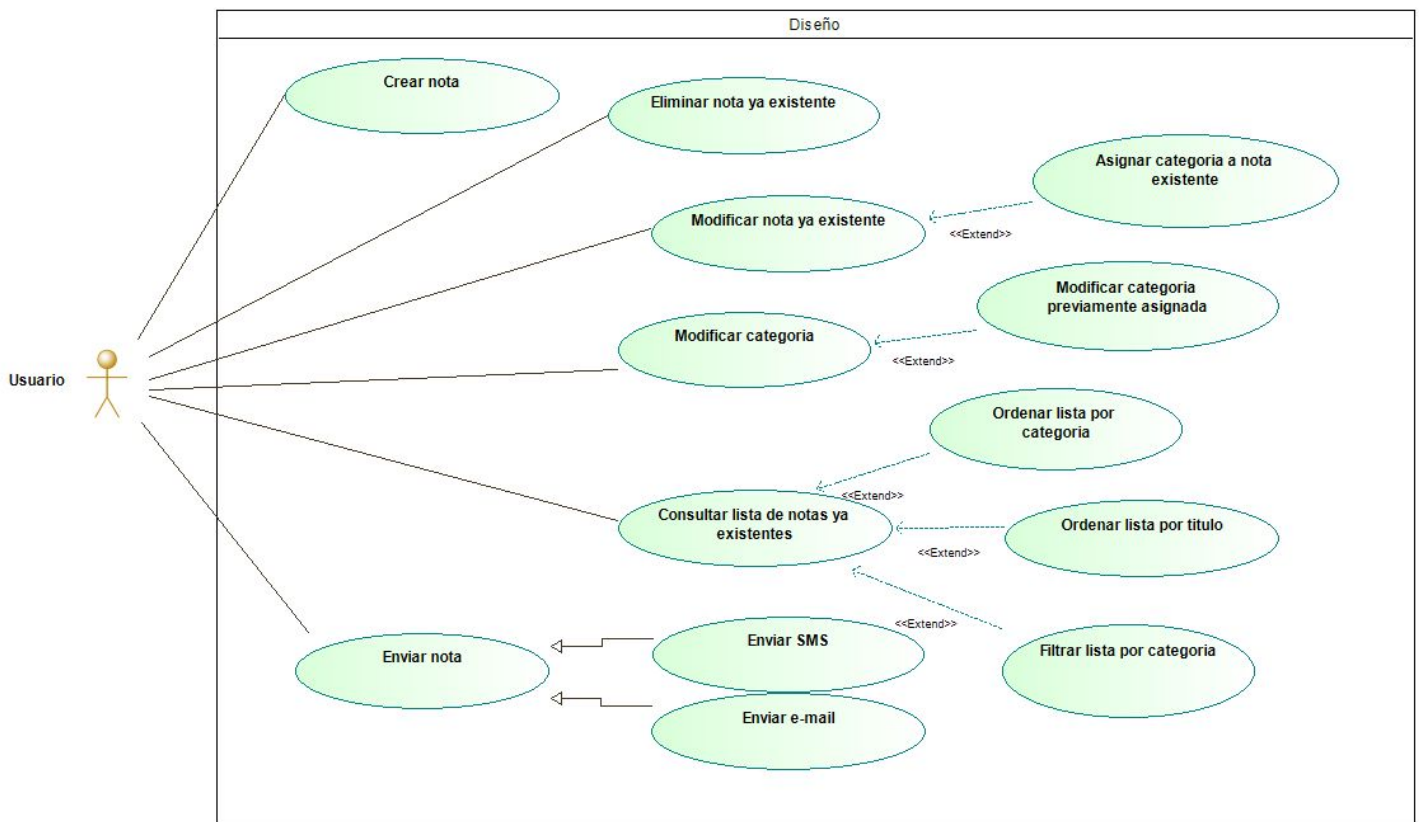 Diseño
Crear nota
Eliminar nota ya existente
Asignar categoria a nota
existente
Modificar nota ya existente
<<Extend>>
Modificar categoria
previamente asignada
Modificar categoria
<<Extend>>
Usuario
Ordenar lista por
categoria
<<Extend>>
Consultar lista de notas ya
existentes
Ordenar lista por titulo
<<Extend>>
<<Extend>>
Enviar SMS
Filtrar lista por categoria
Enviar nota
Enviar e-mail